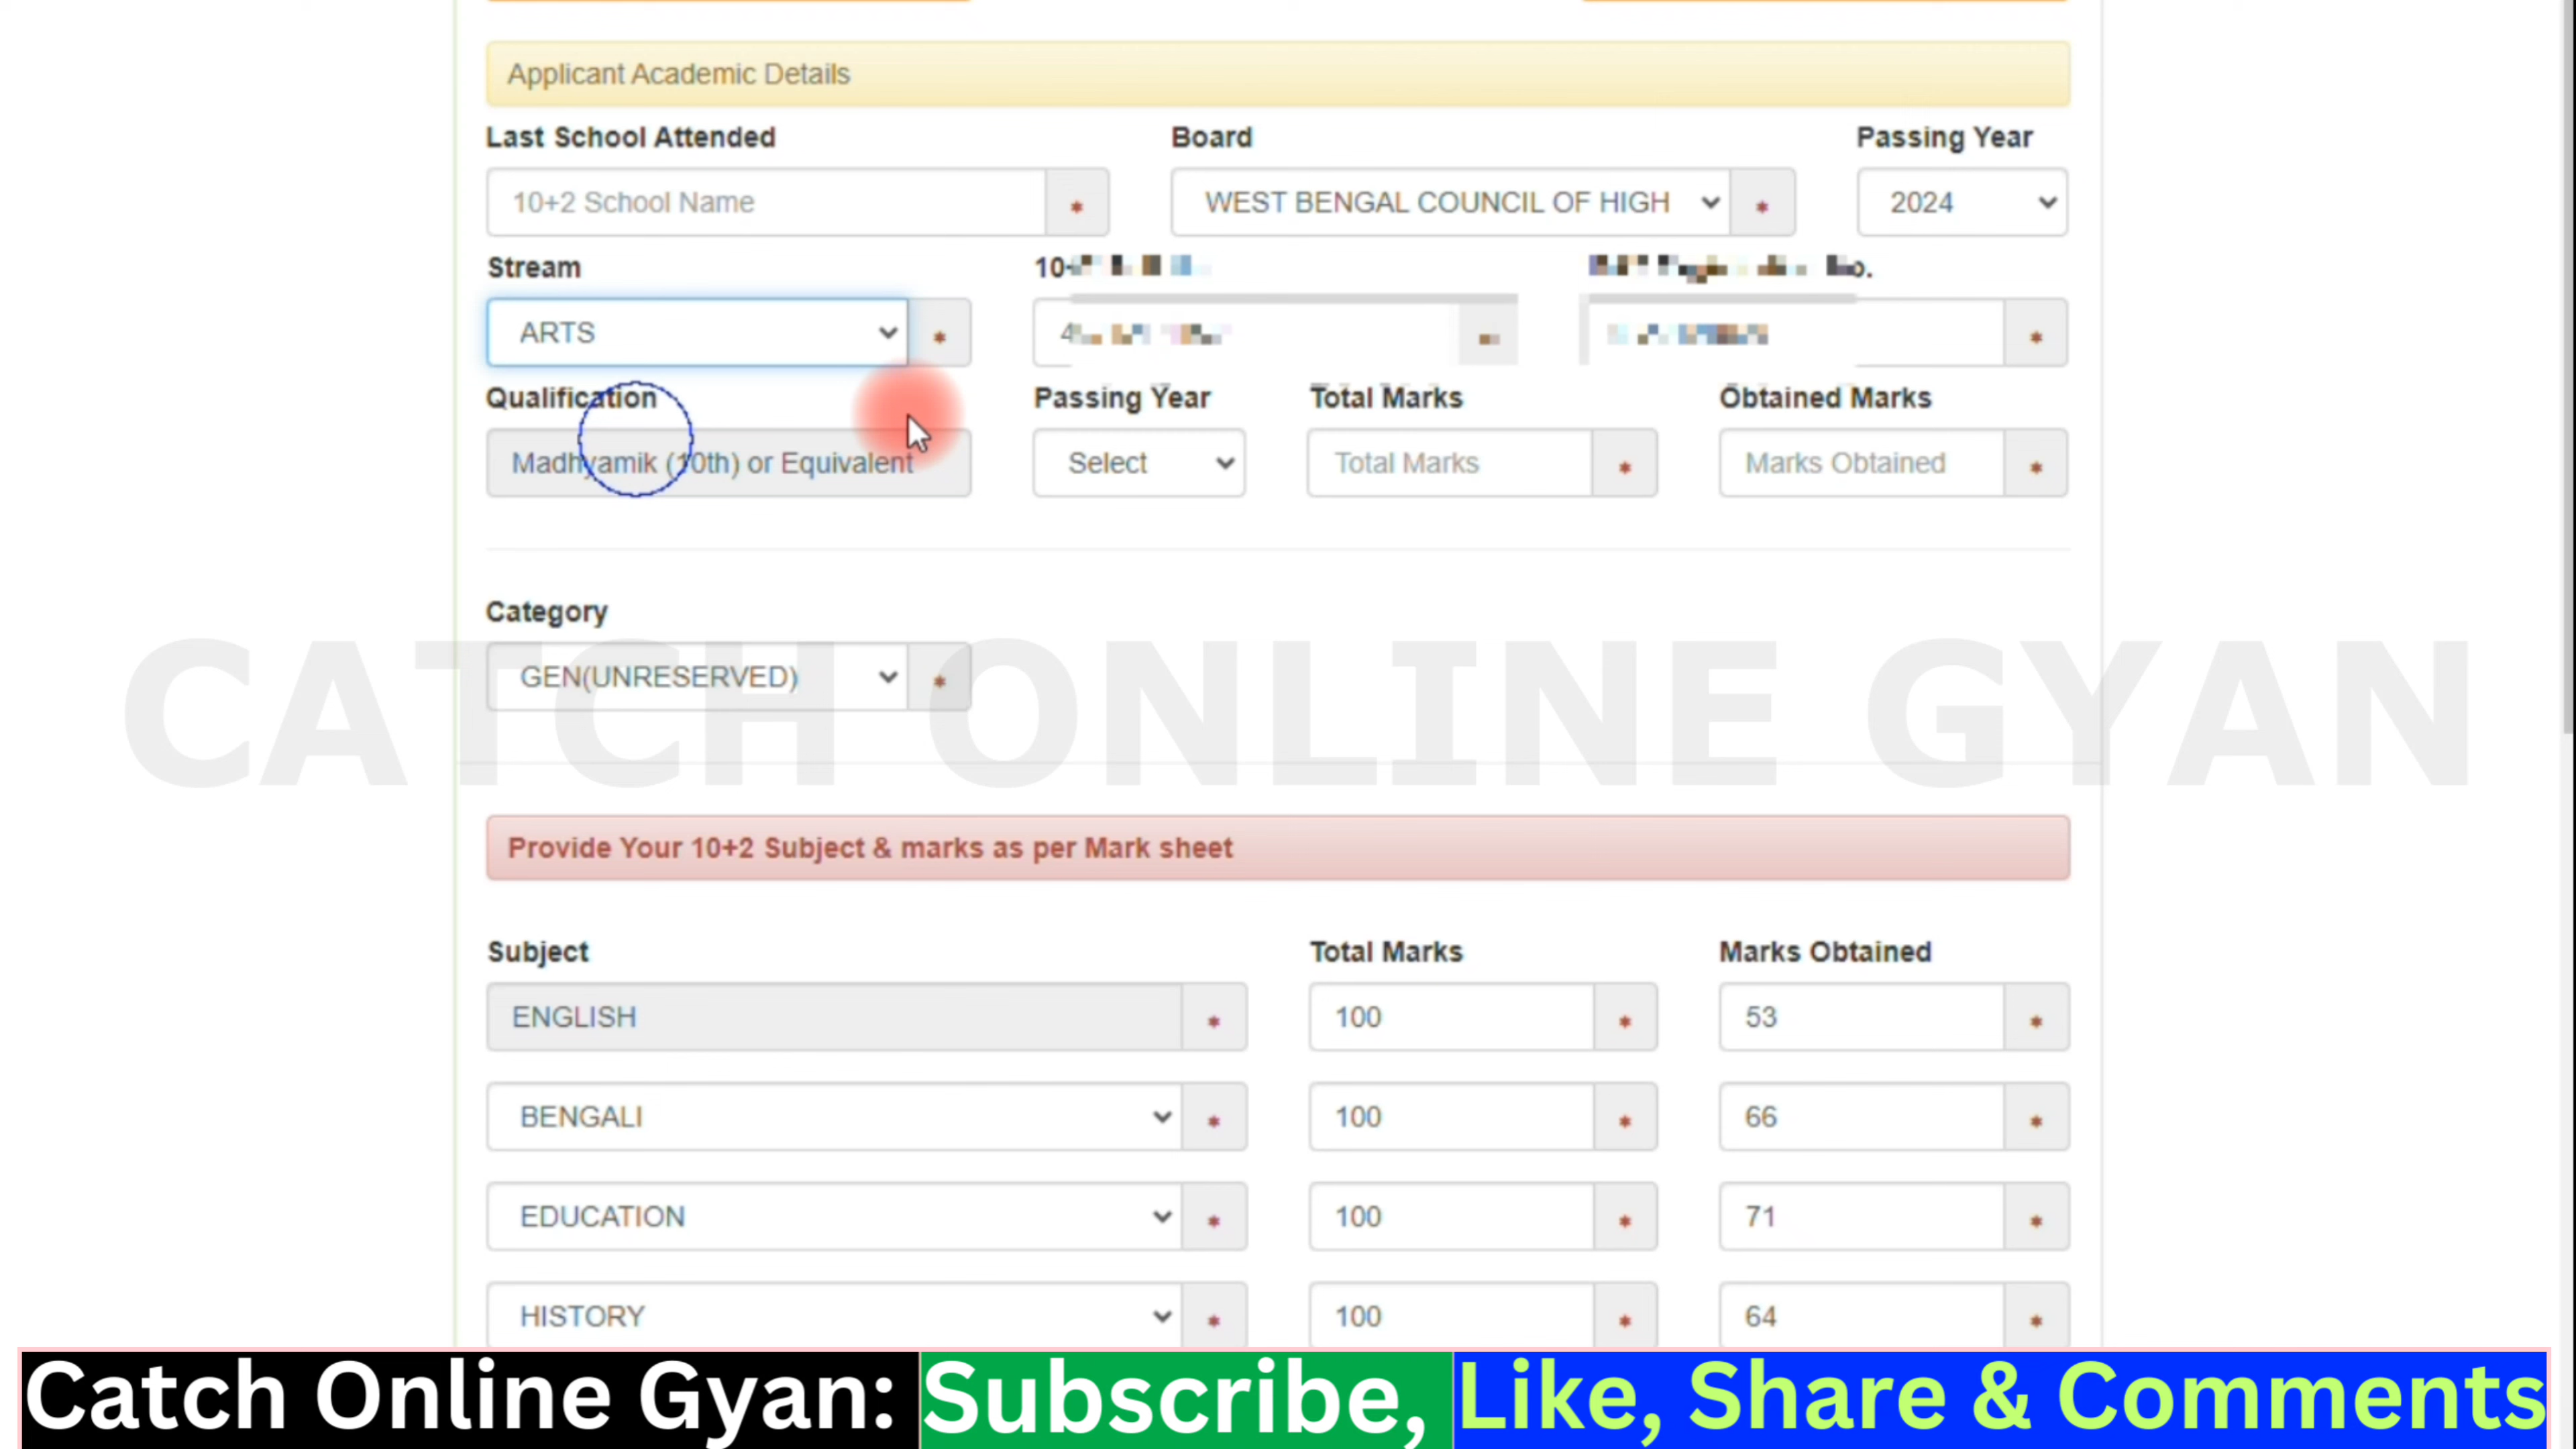 Applicant Academic Details
Last School Attended Board Passing Year
10+2 School Name * WEST BENGAL COUNCIL OF HIGH * 2024
Stream
ARTS * *
Qualification Passing Year Total Marks Obtained Marks
Madhyamik (10th) or Equivalent Select Total Marks * Marks Obtained *
Category
GEN(UNRESERVED) *
CATCH ONLINE GYAN
Provide Your 10+2 Subject & marks as per Mark sheet
Subject Total Marks Marks Obtained
ENGLISH * 100 * 53 *
BENGALI * 100 * 66 *
EDUCATION * 100 * 71 *
HISTORY * 100 * 64 *
Catch Online Gyan: Subscribe, Like, Share & Comments